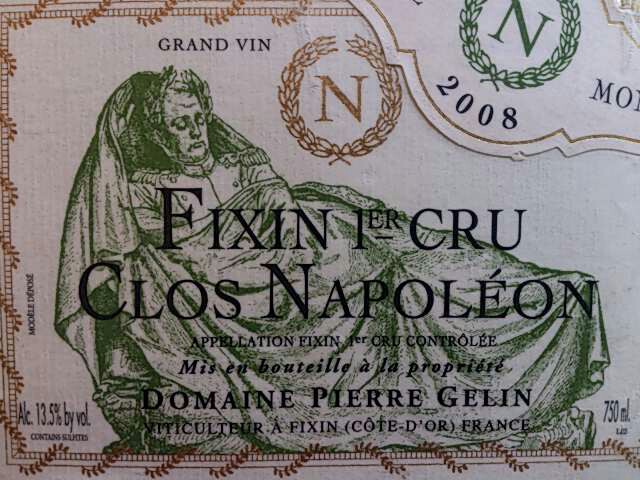 GRAND VIN
N
N
2008
MON
FIXIN 1ER CRU
CLOS NAPOLÉON
APPELLATION FIXIN 1er CRU CONTRÔLÉE
Mis en bouteille à la propriété
DOMAINE PIERRE GELIN
VITICULTEUR À FIXIN (CÔTE-D'OR) FRANCE
MODÈLE DÉPOSÉ
Alc. 13.5% by vol.
CONTAINS SULFITES
750 ml